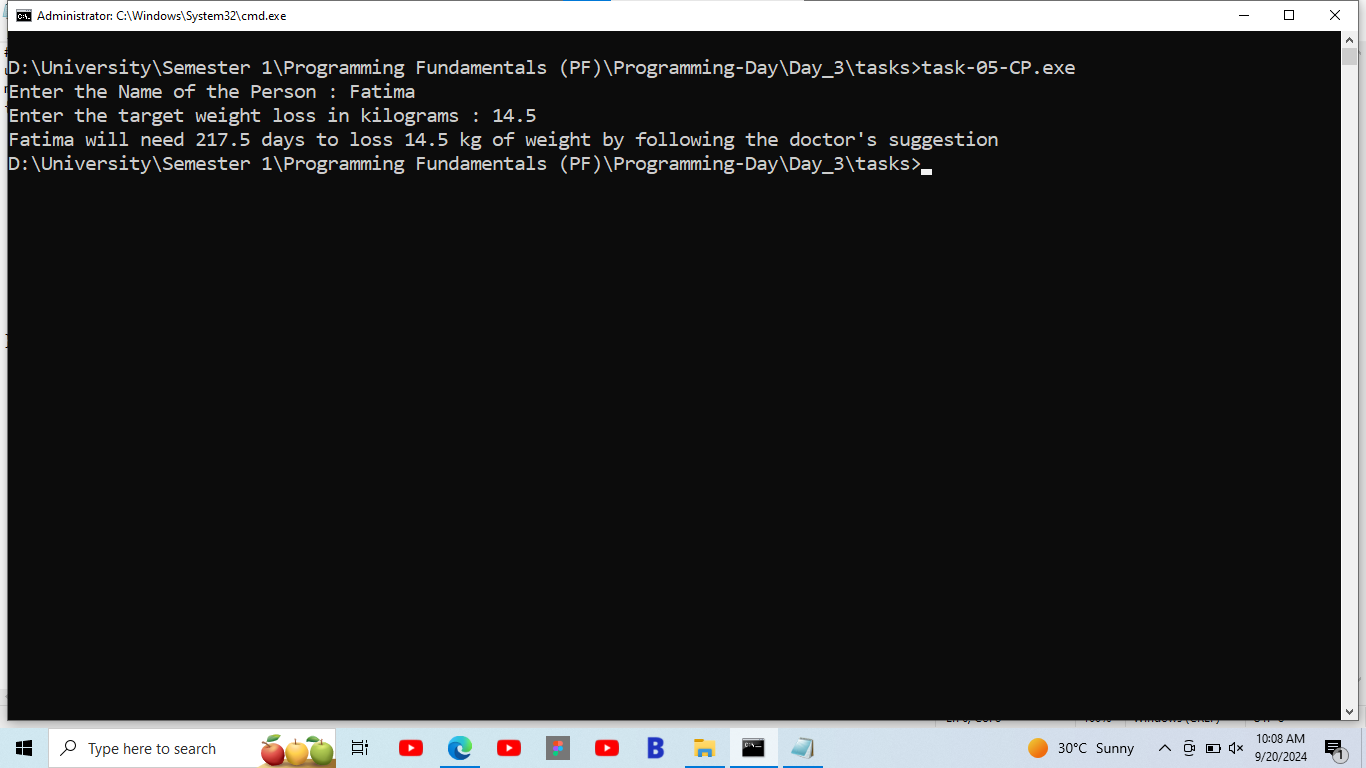 Administrator: C:\Windows\System32\cmd.exe
D:\University\Semester 1\Programming Fundamentals (PF)\Programming-Day\Day_3\tasks>task-05-CP.exe
Enter the Name of the Person : Fatima
Enter the target weight loss in kilograms : 14.5
Fatima will need 217.5 days to loss 14.5 kg of weight by following the doctor's suggestion
D:\University\Semester 1\Programming Fundamentals (PF)\Programming-Day\Day_3\tasks>
Type here to search
B
30°C Sunny
10:08 AM
9/20/2024
1